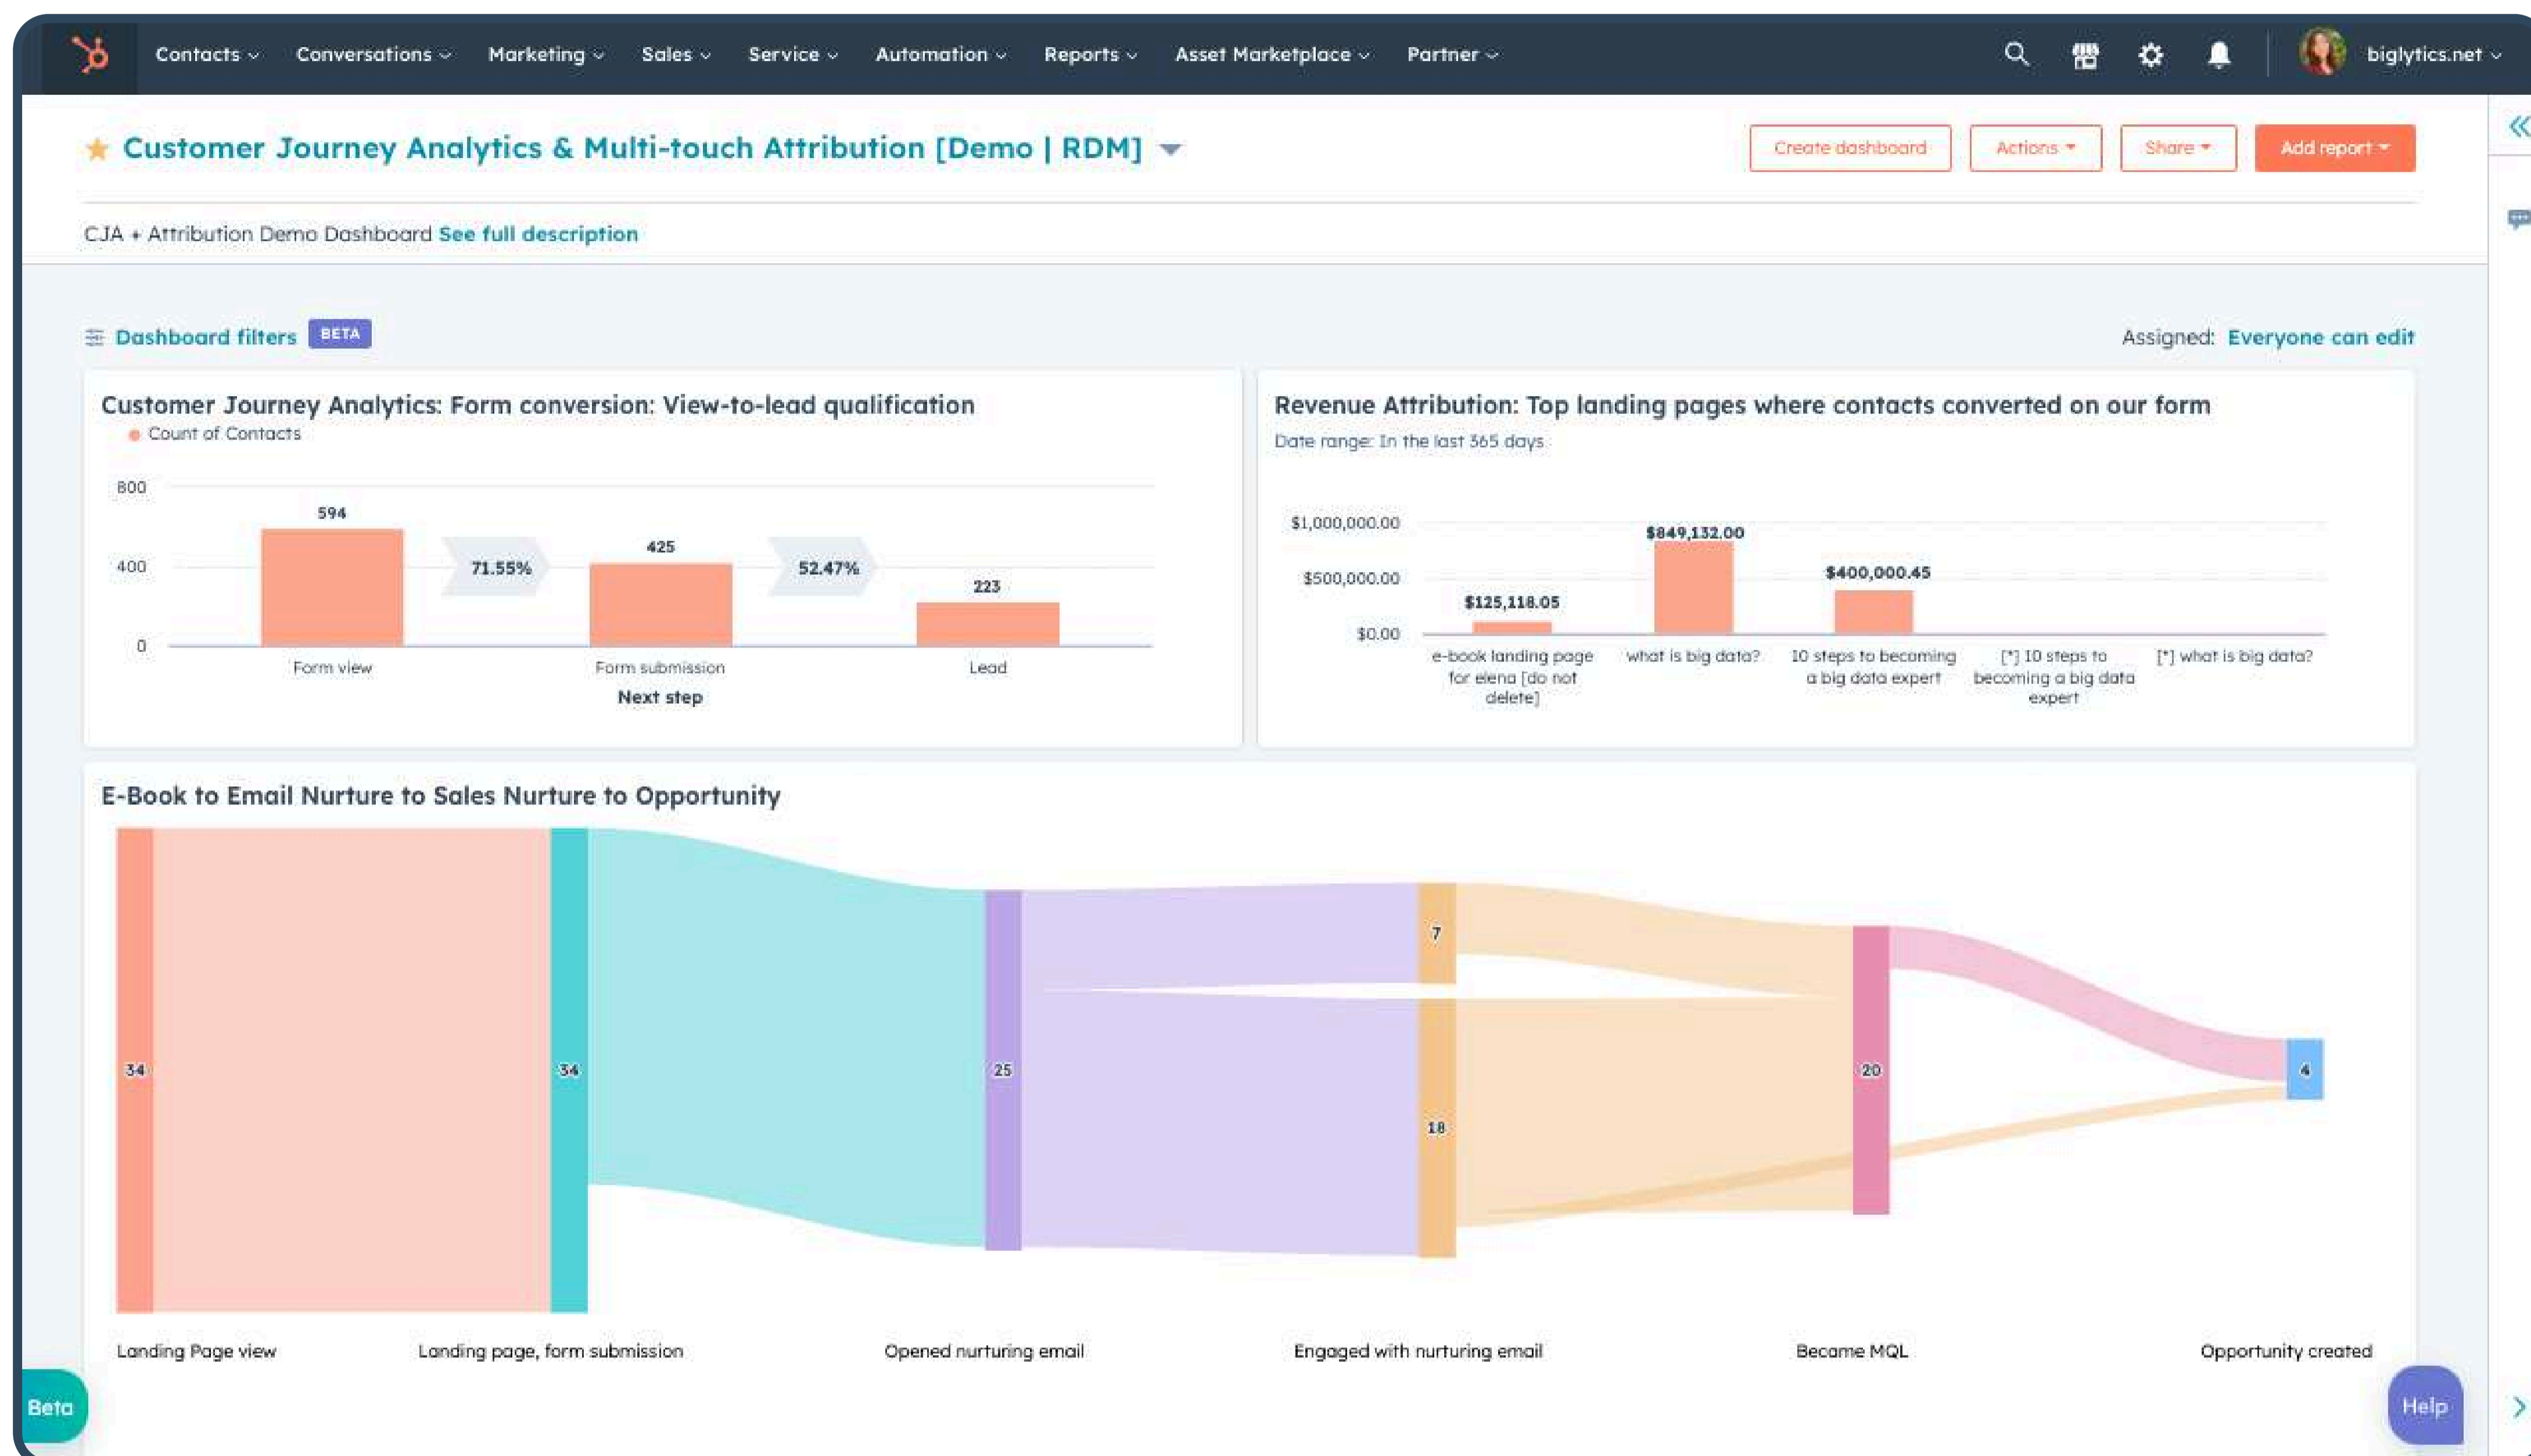 Contacts Conversations Marketing Sales Service Automation Reports Asset Marketplace Partner biglytics.net
Customer Journey Analytics & Multi-touch Attribution [Demo | RDM]
Create dashboard Actions Share Add report
CJA + Attribution Demo Dashboard See full description
Dashboard filters BETA
Assigned: Everyone can edit
Customer Journey Analytics: Form conversion: View-to-lead qualification
Count of Contacts
800
400
0
594
71.55%
425
52.47%
223
Form view Form submission Lead
Next step
Revenue Attribution: Top landing pages where contacts converted on our form
Date range: In the last 365 days
$1,000,000.00
$500,000.00
$0.00
$125,118.05
$849,132.00
$400,000.45
e-book landing page
for elena [do not
delete]
what is big data?
10 steps to becoming
a big data expert
[*] 10 steps to
becoming a big data
expert
[*] what is big data?
E-Book to Email Nurture to Sales Nurture to Opportunity
34
34
25
7
18
20
4
Landing Page view Landing page, form submission Opened nurturing email Engaged with nurturing email Became MQL Opportunity created
Beta
Help